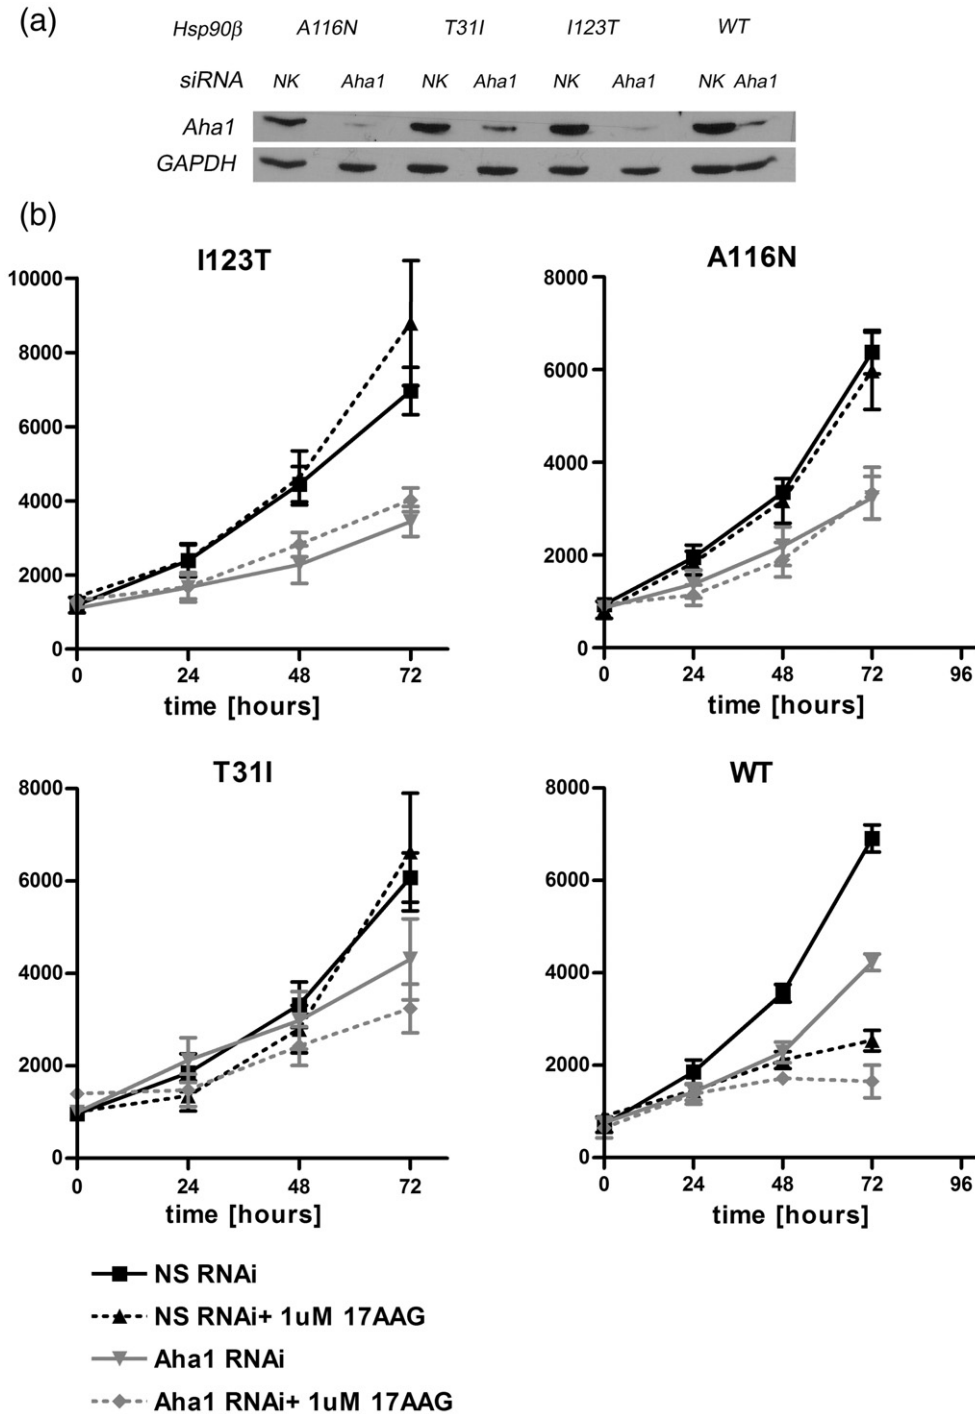 (a)
Hsp90β A116N T31I I123T WT
siRNA NK Aha1 NK Aha1 NK Aha1 NK Aha1
Aha1
GAPDH
(b)
I123T
10000
8000
6000
4000
2000
0
0 24 48 72
time [hours]
A116N
8000
6000
4000
2000
0
0 24 48 72 96
time [hours]
T31I
8000
6000
4000
2000
0
0 24 48 72
time [hours]
WT
8000
6000
4000
2000
0
0 24 48 72 96
time [hours]
NS RNAi
NS RNAi+ 1uM 17AAG
Aha1 RNAi
Aha1 RNAi+ 1uM 17AAG